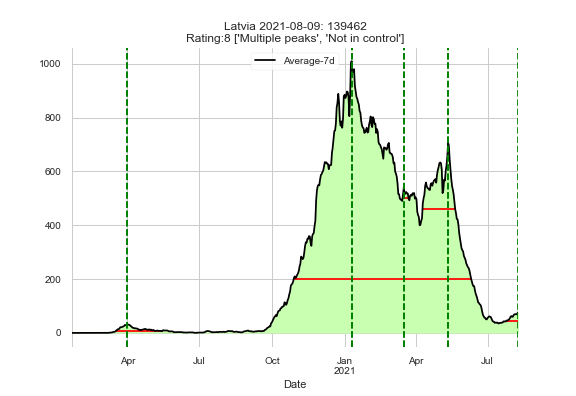 Latvia 2021-08-09: 139462
Rating:8 ['Multiple peaks', 'Not in control']
Average-7d
1000
800
600
400
200
0
Apr
Jul
Oct
Jan
2021
Apr
Jul
Date